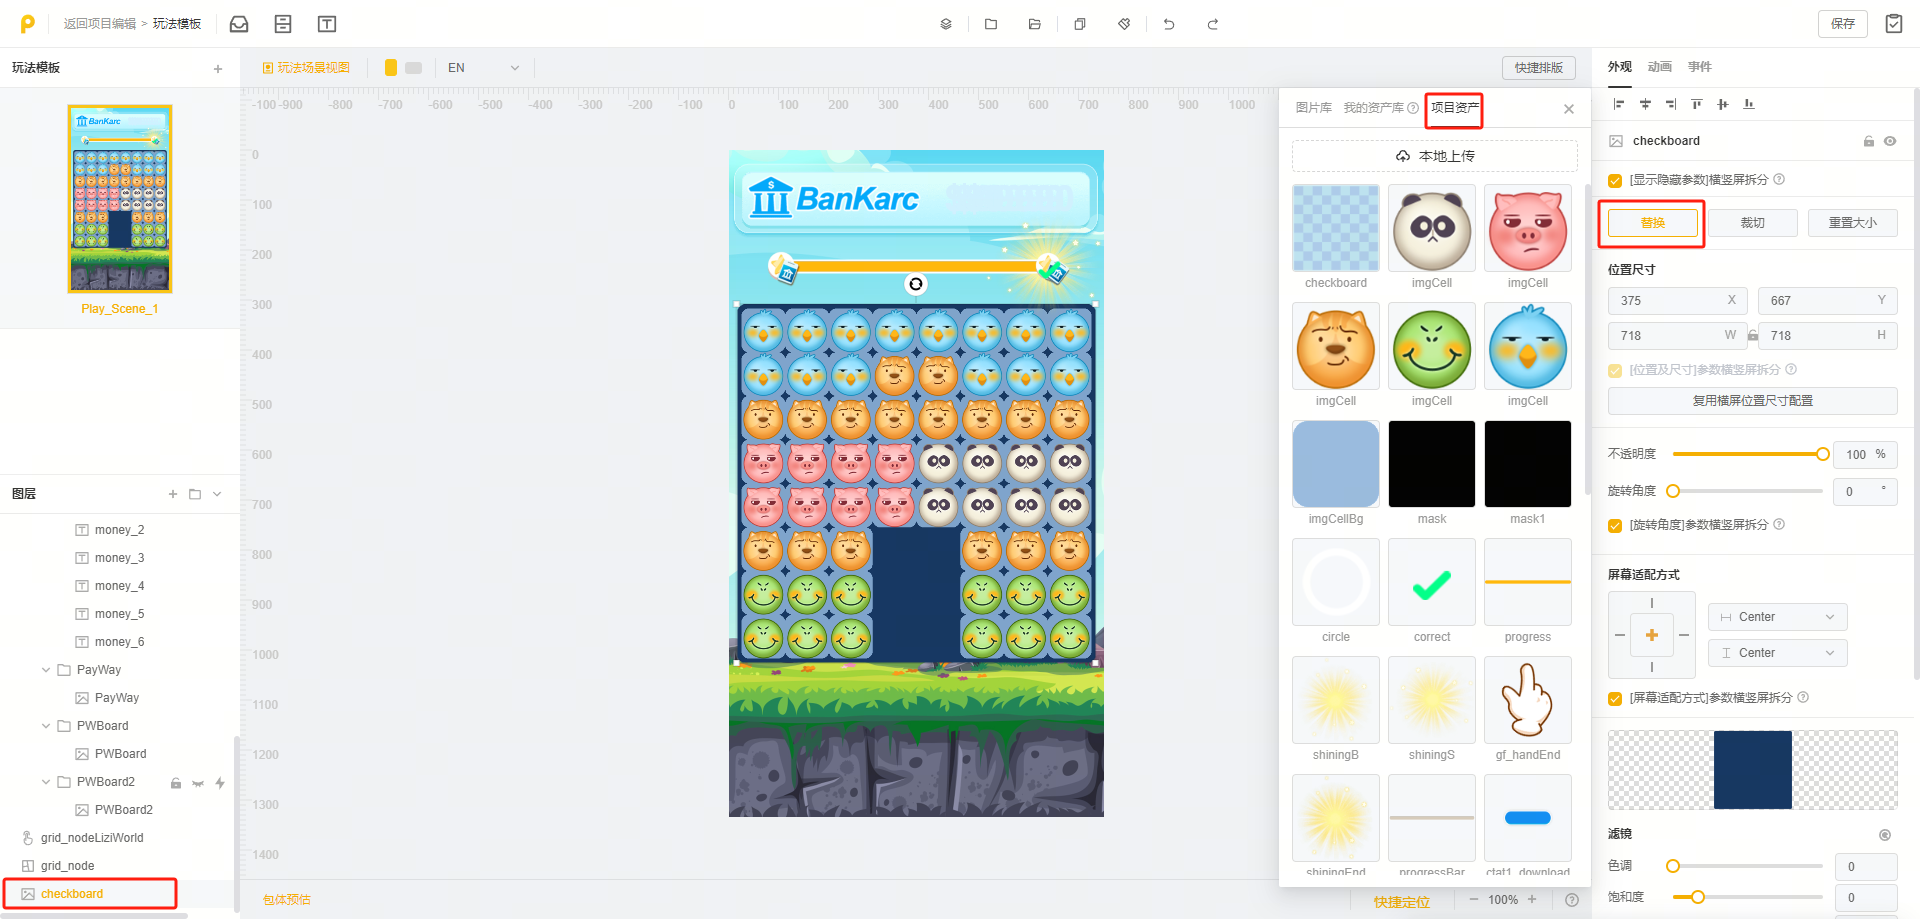 返回项目编辑 > 玩法模板
保存
玩法模板
玩法场景视图
EN
快捷排版
外观 动画 事件
-100 -900 -800 -700 -600 -500 -400 -300 -200 -100 0 100 200 300 400 500 600 700 800 900 1000
图片库 我的资产库 项目资产
本地上传
checkboard imgCell imgCell
imgCell imgCell imgCell
imgCellBg mask mask1
circle correct progress
shiningB shiningS gf_handEnd
shiningEnd progressBar ctat1_download
0
100
200
300
400
500
600
700
800
900
1000
1100
1200
1300
1400
BanKarc
BanKarc
Play_Scene_1
图层
money_2
money_3
money_4
money_5
money_6
PayWay
PayWay
PWBoard
PWBoard
PWBoard2
PWBoard2
grid_nodeLiziWorld
grid_node
checkboard
包体预估
快捷定位
100%
checkboard
[显示隐藏参数]横竖屏拆分
替换 裁切 重置大小
位置尺寸
375 X 667 Y
718 W 718 H
[位置及尺寸]参数横竖屏拆分
复用横屏位置尺寸配置
不透明度 100 %
旋转角度 0 °
[旋转角度]参数横竖屏拆分
屏幕适配方式
Center
Center
[屏幕适配方式]参数横竖屏拆分
滤镜
色调 0
饱和度 0